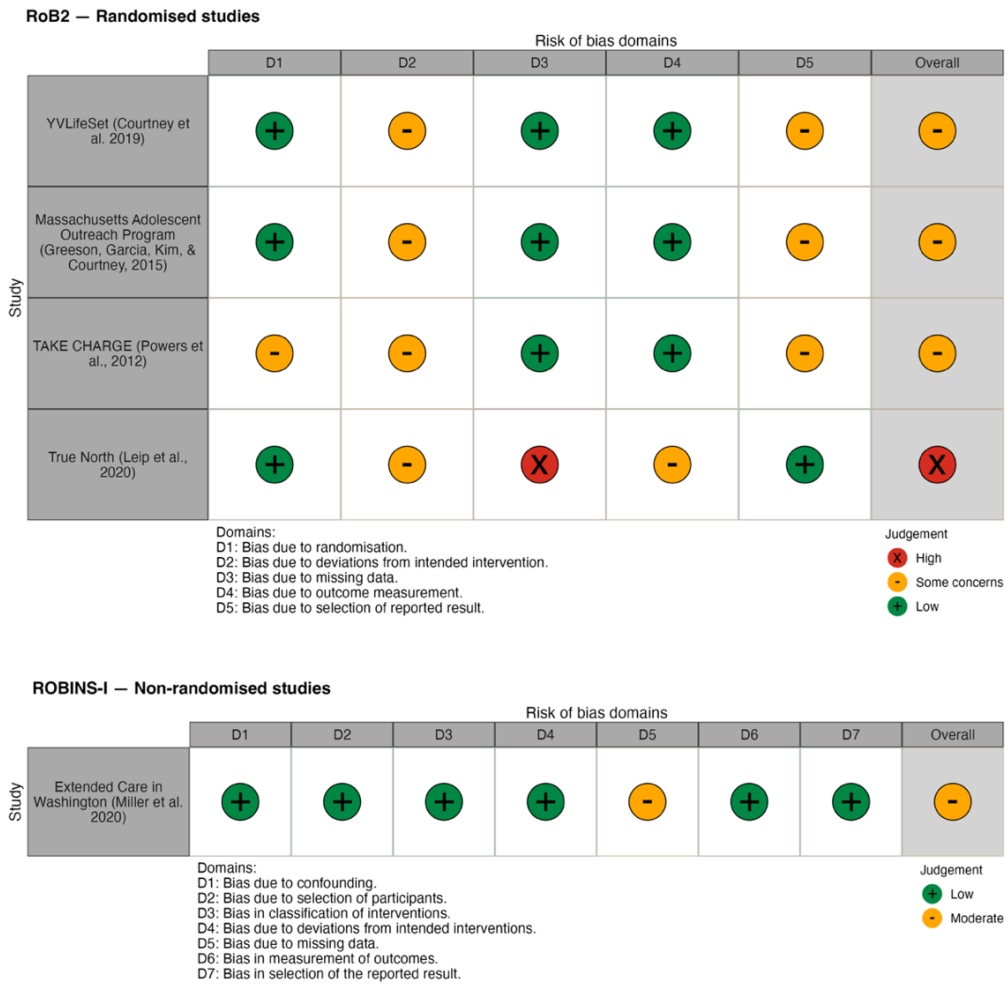 RoB2 — Randomised studies
Risk of bias domains
D1 D2 D3 D4 D5 Overall
Study
YVLifeSet (Courtney et
al. 2019)
+ - + + - -
Massachusetts Adolescent
Outreach Program
(Greeson, Garcia, Kim, &
Courtney, 2015)
+ - + + - -
TAKE CHARGE (Powers et
al., 2012)
- - + + - -
True North (Leip et al.,
2020)
+ - X - + X
Domains:
D1: Bias due to randomisation.
D2: Bias due to deviations from intended intervention.
D3: Bias due to missing data.
D4: Bias due to outcome measurement.
D5: Bias due to selection of reported result.
Judgement
X High
- Some concerns
+ Low
ROBINS-I — Non-randomised studies
Risk of bias domains
D1 D2 D3 D4 D5 D6 D7 Overall
Study
Extended Care in
Washington (Miller et al.
2020)
+ + + + - + + -
Domains:
D1: Bias due to confounding.
D2: Bias due to selection of participants.
D3: Bias in classification of interventions.
D4: Bias due to deviations from intended interventions.
D5: Bias due to missing data.
D6: Bias in measurement of outcomes.
D7: Bias in selection of the reported result.
Judgement
+ Low
- Moderate